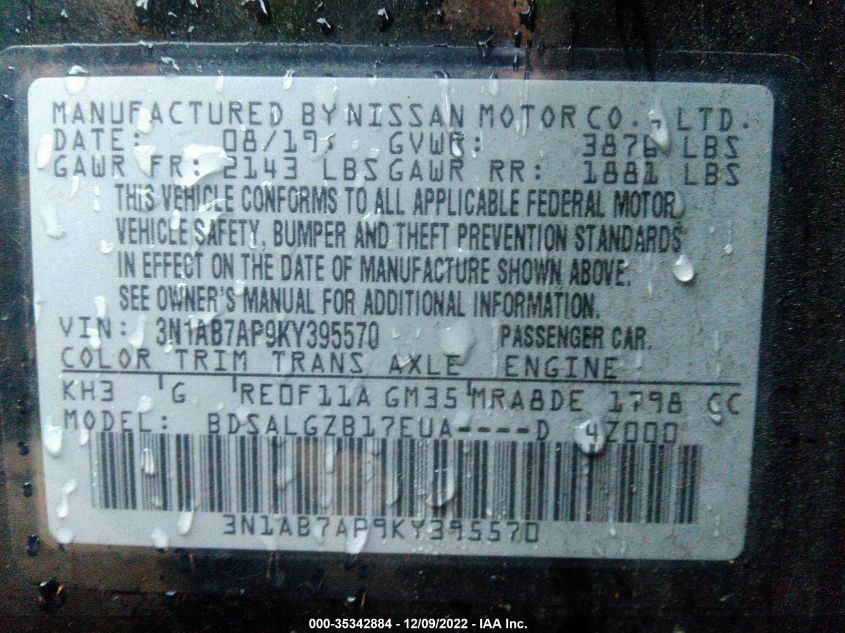 MANUFACTURED BY NISSAN MOTOR CO., LTD.
DATE: 08/19 GVWR: 3876 LBS
GAWR FR: 2143 LBS GAWR RR: 1881 LBS
THIS VEHICLE CONFORMS TO ALL APPLICABLE FEDERAL MOTOR
VEHICLE SAFETY, BUMPER AND THEFT PREVENTION STANDARDS
IN EFFECT ON THE DATE OF MANUFACTURE SHOWN ABOVE.
SEE OWNER'S MANUAL FOR ADDITIONAL INFORMATION.
VIN: 3N1AB7AP9KY395570 PASSENGER CAR.
COLOR TRIM TRANS AXLE ENGINE
KH3 G RE0F11A GM35 MRA8DE 1798 CC
MODEL: BDSALGZB17EUA----D 4Z000
3N1AB7AP9KY395570
000-35342884 - 12/09/2022 - IAA Inc.